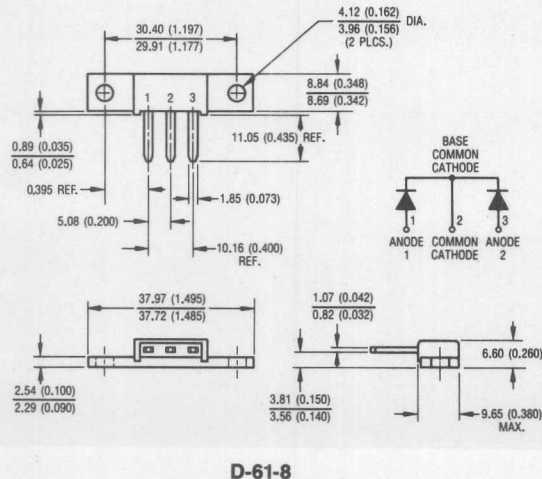 30.40 (1.197)
29.91 (1.177)
4.12 (0.162)
3.96 (0.156)
DIA.
(2 PLCS.)
1 2 3
8.84 (0.348)
8.69 (0.342)
0.89 (0.035)
0.64 (0.025)
11.05 (0.435) REF.
0.395 REF.
1.85 (0.073)
5.08 (0.200)
10.16 (0.400)
REF.
BASE
COMMON
CATHODE
1 2 3
ANODE
1
COMMON
CATHODE
ANODE
2
37.97 (1.495)
37.72 (1.485)
2.54 (0.100)
2.29 (0.090)
1.07 (0.042)
0.82 (0.032)
6.60 (0.260)
3.81 (0.150)
3.56 (0.140)
9.65 (0.380)
MAX.
D-61-8